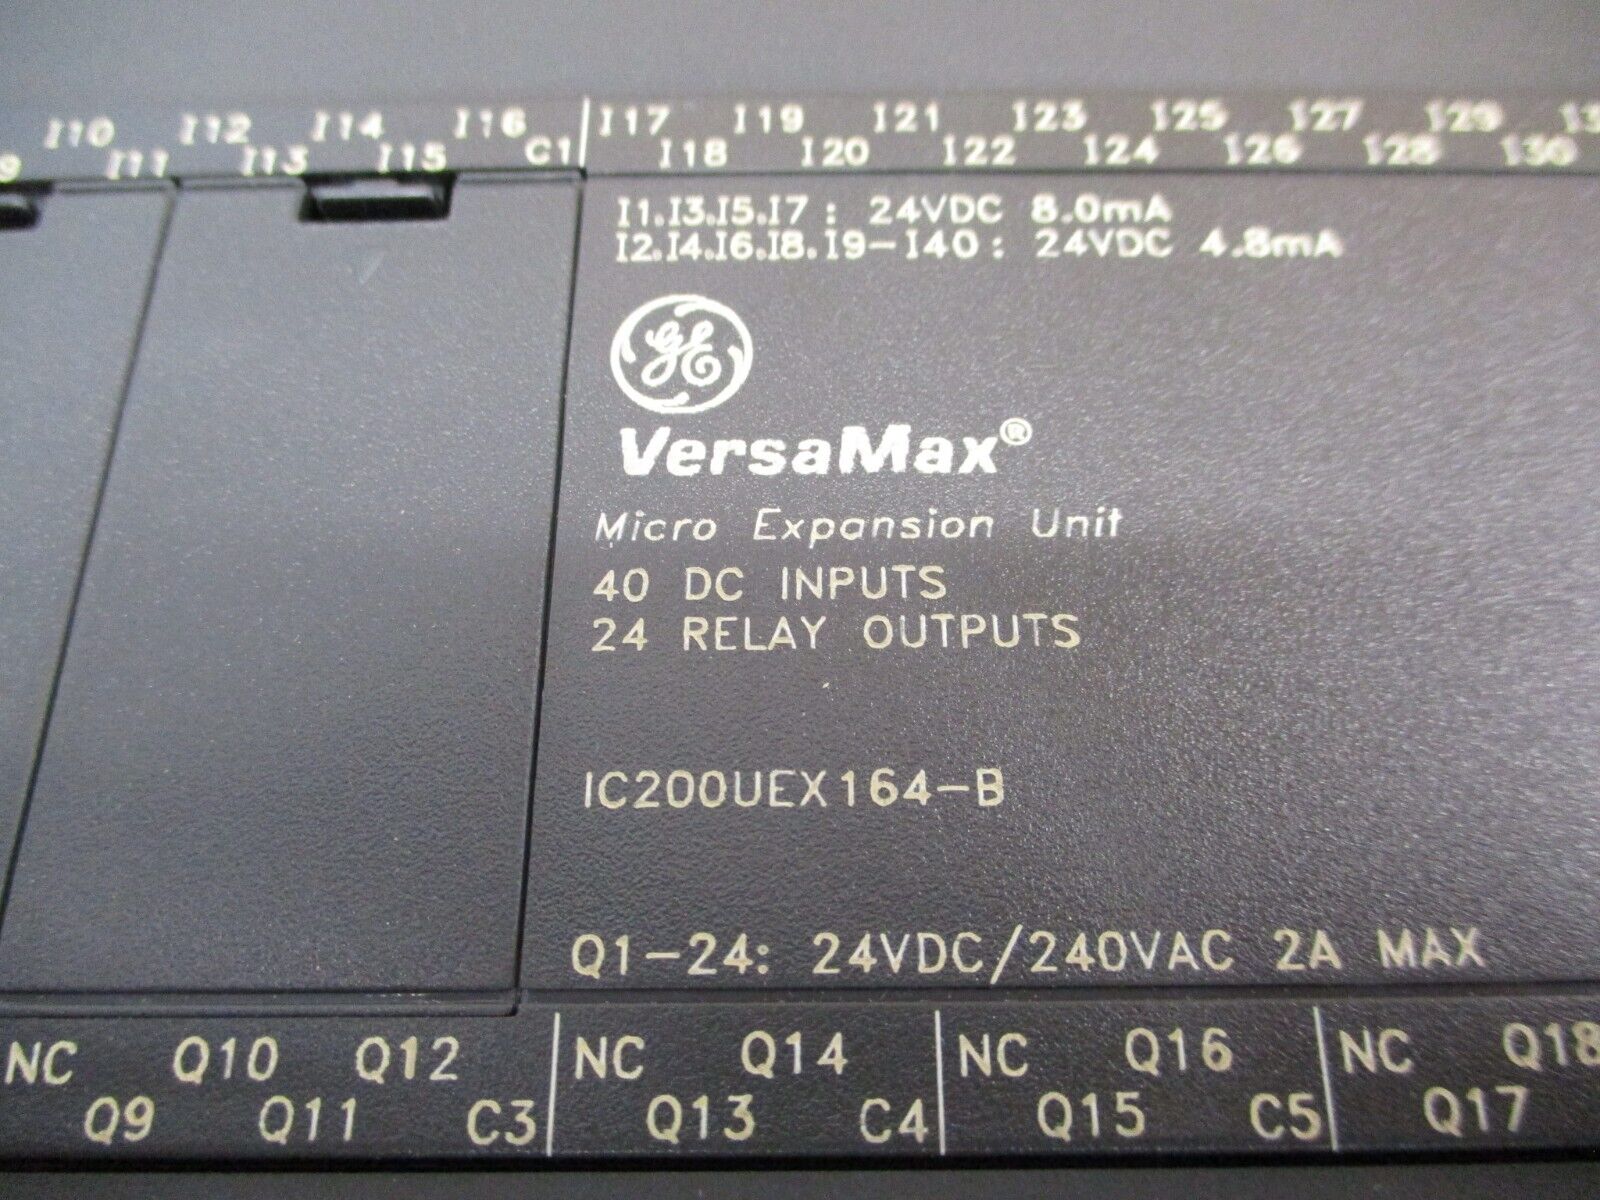 I10 I12 I14 I16 I17 I19 I21 I23 I25 I27 I29
9 I11 I13 I15 C1 I18 I20 I22 I24 I26 I28 I30
I1.I3.I5.I7 : 24VDC 8.0mA
I2.I4.I6.I8.I9-I40 : 24VDC 4.8mA
GE
VersaMax®
Micro Expansion Unit
40 DC INPUTS
24 RELAY OUTPUTS
IC200UEX164-B
Q1-24: 24VDC/240VAC 2A MAX
NC Q10 Q12 NC Q14 NC Q16 NC Q18
Q9 Q11 C3 Q13 C4 Q15 C5 Q17